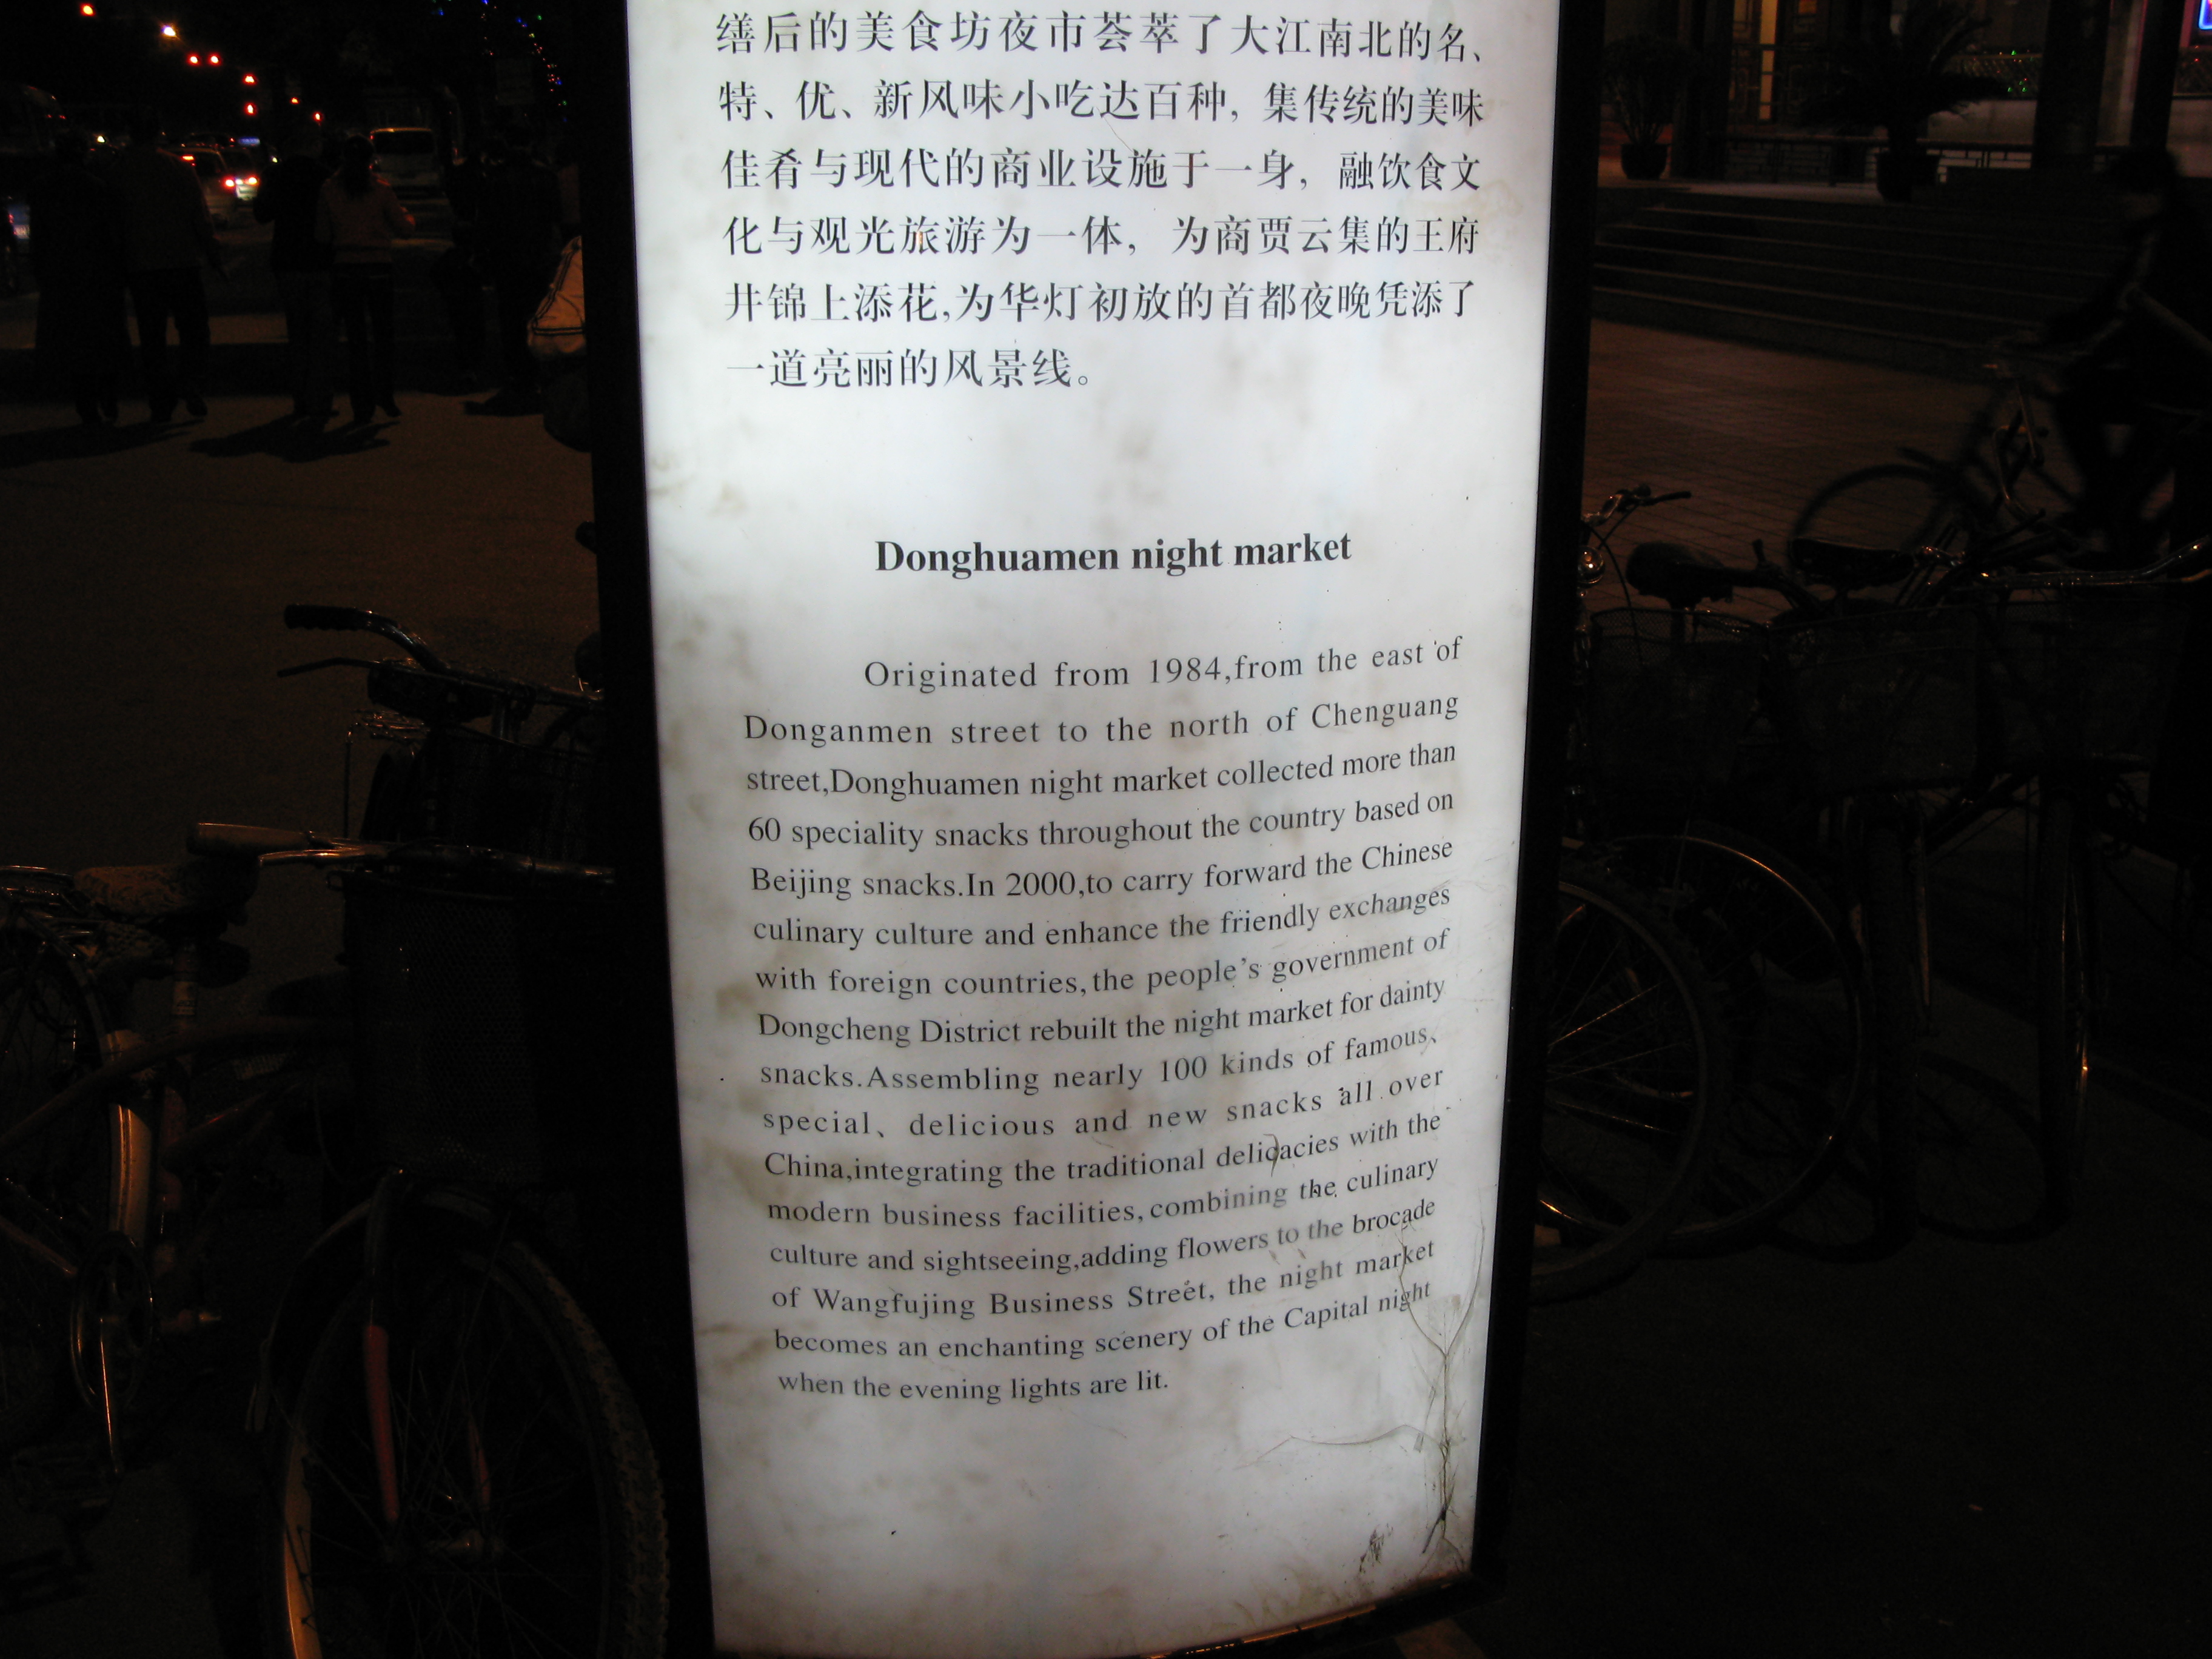 缮后的美食坊夜市荟萃了大江南北的名、
特、优、新风味小吃达百种，集传统的美味
佳肴与现代的商业设施于一身，融饮食文
化与观光旅游为一体，为商贾云集的王府
井锦上添花,为华灯初放的首都夜晚凭添了
一道亮丽的风景线。
Donghuamen night market
Originated from 1984,from the east of
Donganmen street to the north of Chenguang
street,Donghuamen night market collected more than
60 speciality snacks throughout the country based on
Beijing snacks.In 2000,to carry forward the Chinese
culinary culture and enhance the friendly exchanges
with foreign countries,the people's government of
Dongcheng District rebuilt the night market for dainty
snacks.Assembling nearly 100 kinds of famous、
special、delicious and new snacks all over
China,integrating the traditional delicacies with the
modern business facilities,combining the culinary
culture and sightseeing,adding flowers to the brocade
of Wangfujing Business Street, the night market
becomes an enchanting scenery of the Capital night
when the evening lights are lit.